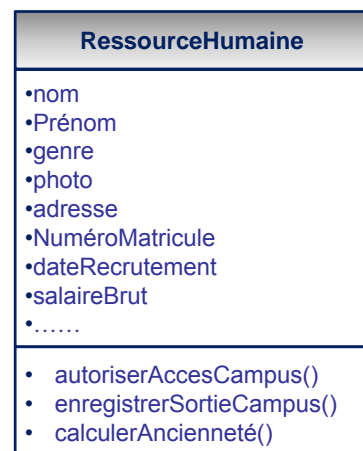 RessourceHumaine
•nom
•Prénom
•genre
•photo
•adresse
•NuméroMatricule
•dateRecrutement
•salaireBrut
•……
• autoriserAccesCampus()
• enregistrerSortieCampus()
• calculerAncienneté()